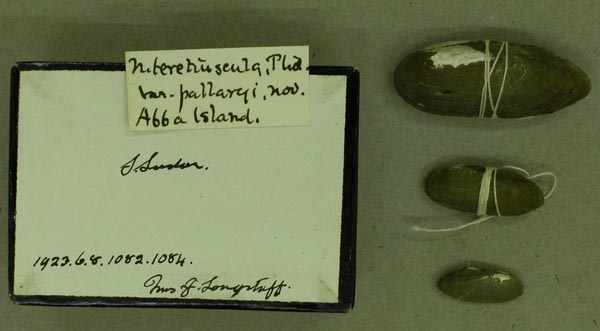 N. teretiuscula, Phil.
var. pallaryi, nov.
Abba Island.
S. Sudan.
1923.6.8.1082.1084.
Mrs J. Longstaff.